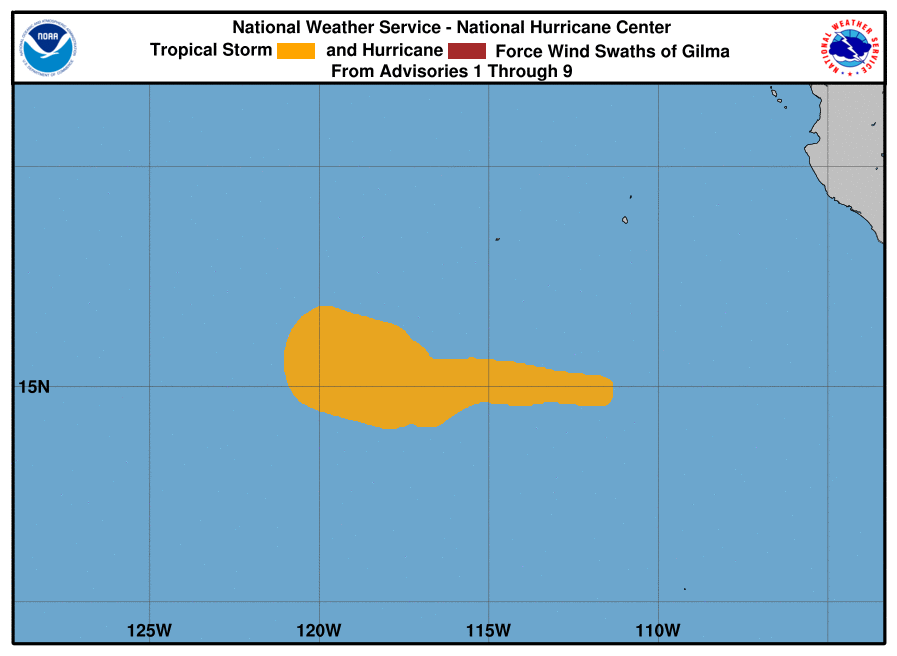 National Weather Service - National Hurricane Center
Tropical Storm and Hurricane Force Wind Swaths of Gilma
From Advisories 1 Through 9
NOAA
NATIONAL WEATHER SERVICE
15N
125W 120W 115W 110W